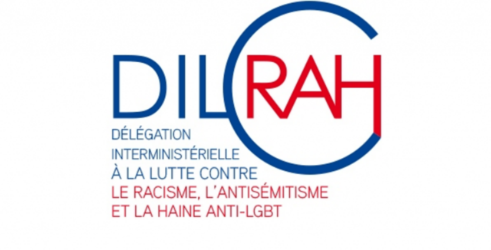 DILCRAH
DÉLÉGATION
INTERMINISTÉRIELLE
À LA LUTTE CONTRE
LE RACISME, L'ANTISÉMITISME
ET LA HAINE ANTI-LGBT